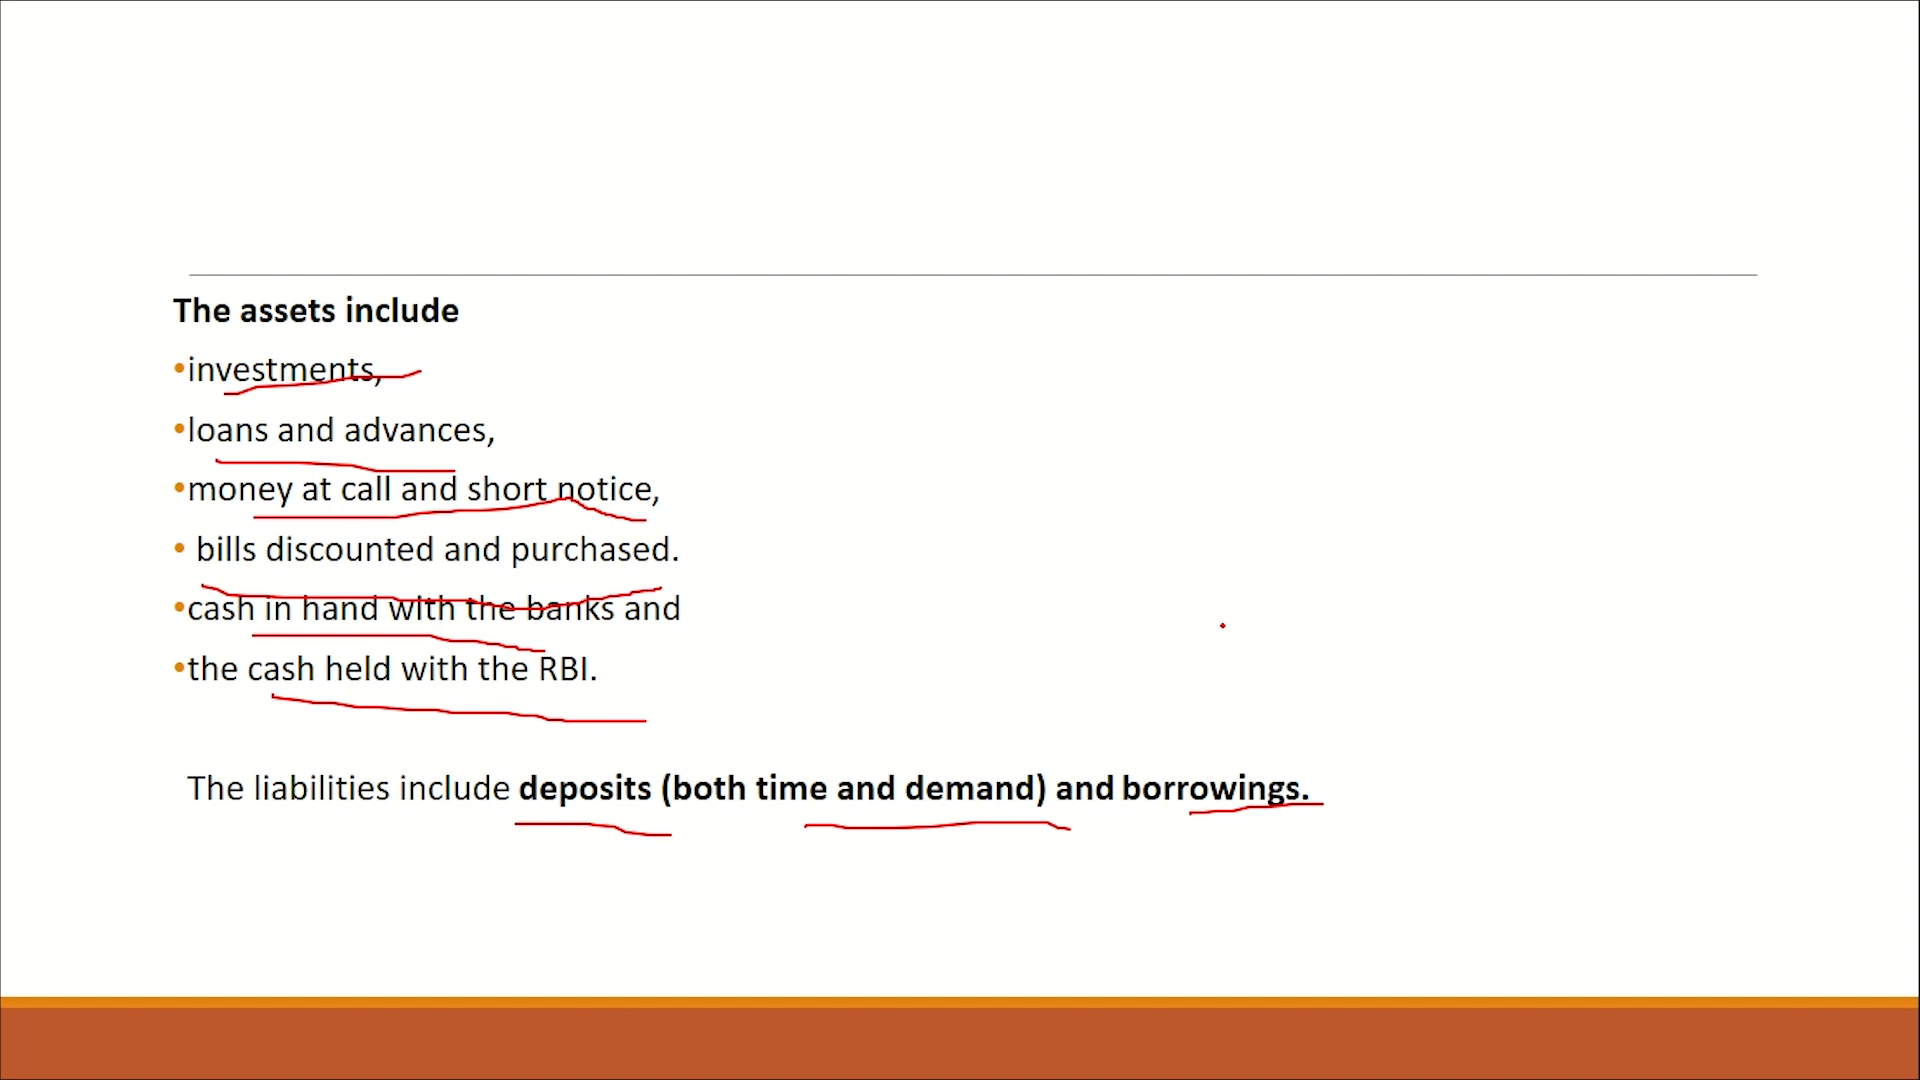 The assets include
•investments,
•loans and advances,
•money at call and short notice,
• bills discounted and purchased.
•cash in hand with the banks and
•the cash held with the RBI.
The liabilities include deposits (both time and demand) and borrowings.